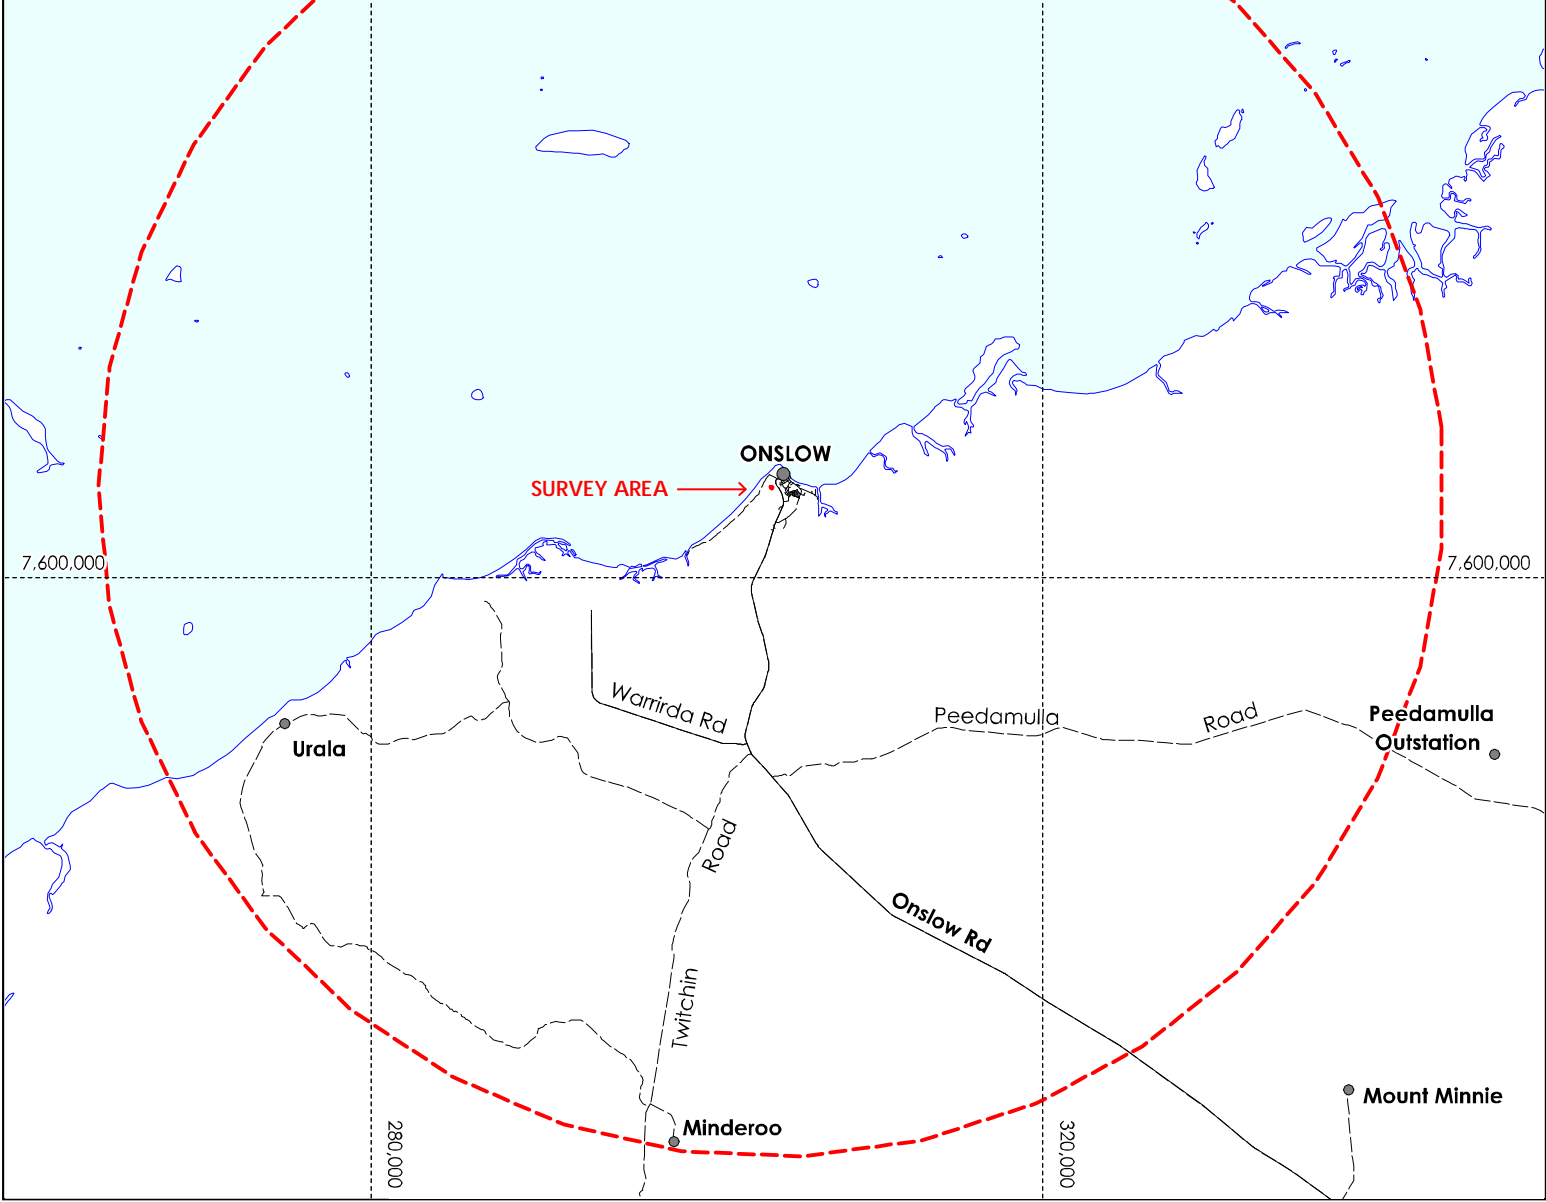 ONSLOW
SURVEY AREA
7,600,000
7,600,000
Warrirda Rd
Peedamulla
Road
Peedamulla
Outstation
Urala
Road
Onslow Rd
Twitchin
Mount Minnie
Minderoo
280,000
320,000